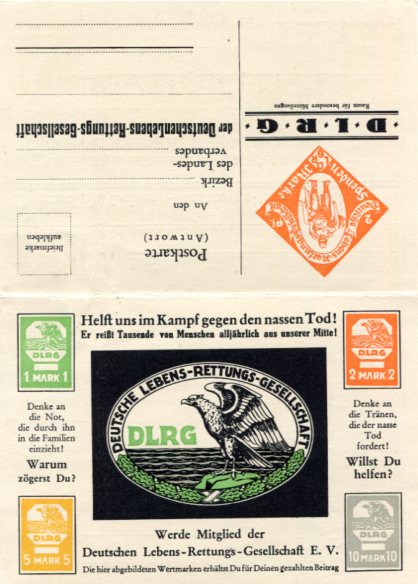 Postkarte
(Antwort)
Briefmarke
aufkleben
An den
Bezirk
des Landes-
verbandes
der Deutschen Lebens-Rettungs-Gesellschaft
2
Spenden-Marke
D·L·R·G·
Raum für besondere Mitteilungen
Helft uns im Kampf gegen den nassen Tod!
Er reißt Tausende von Menschen alljährlich aus unserer Mitte!
DLRG
1 MARK 1
Denke an
die Not,
die durch ihn
in die Familien
einzieht!
Warum
zögerst Du?
DLRG
5 MARK 5
DEUTSCHE LEBENS-RETTUNGS-GESELLSCHAFT
DLRG
DLRG
2 MARK 2
Denke an
die Tränen,
die der nasse
Tod
fordert!
Willst Du
helfen?
DLRG
10 MARK 10
Werde Mitglied der
Deutschen Lebens-Rettungs-Gesellschaft E. V.
Die hier abgebildeten Wertmarken erhältst Du für Deinen gezahlten Beitrag